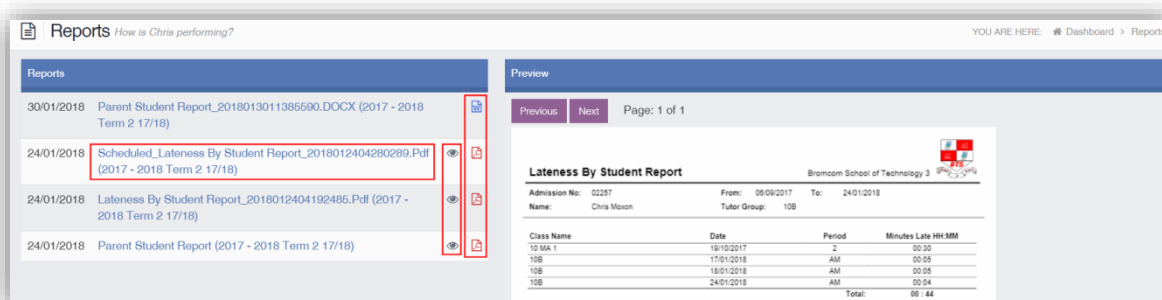 Reports How is Chris performing?
YOU ARE HERE: Dashboard > Reports
Reports
30/01/2018 Parent Student Report_2018013011385590.DOCX (2017 - 2018
Term 2 17/18)
24/01/2018 Scheduled_Lateness By Student Report_2018012404280289.Pdf
(2017 - 2018 Term 2 17/18)
24/01/2018 Lateness By Student Report_2018012404192485.Pdf (2017 -
2018 Term 2 17/18)
24/01/2018 Parent Student Report (2017 - 2018 Term 2 17/18)
Preview
Previous Next Page: 1 of 1
BTS
Lateness By Student Report Bromcom School of Technology 3
Admission No: 02257 From: 06/09/2017 To: 24/01/2018
Name: Chris Moxon Tutor Group: 10B
Class Name Date Period Minutes Late HH:MM
10 MA 1 19/10/2017 2 00:30
10B 17/01/2018 AM 00:05
10B 18/01/2018 AM 00:05
10B 24/01/2018 AM 00:04
Total: 00 : 44